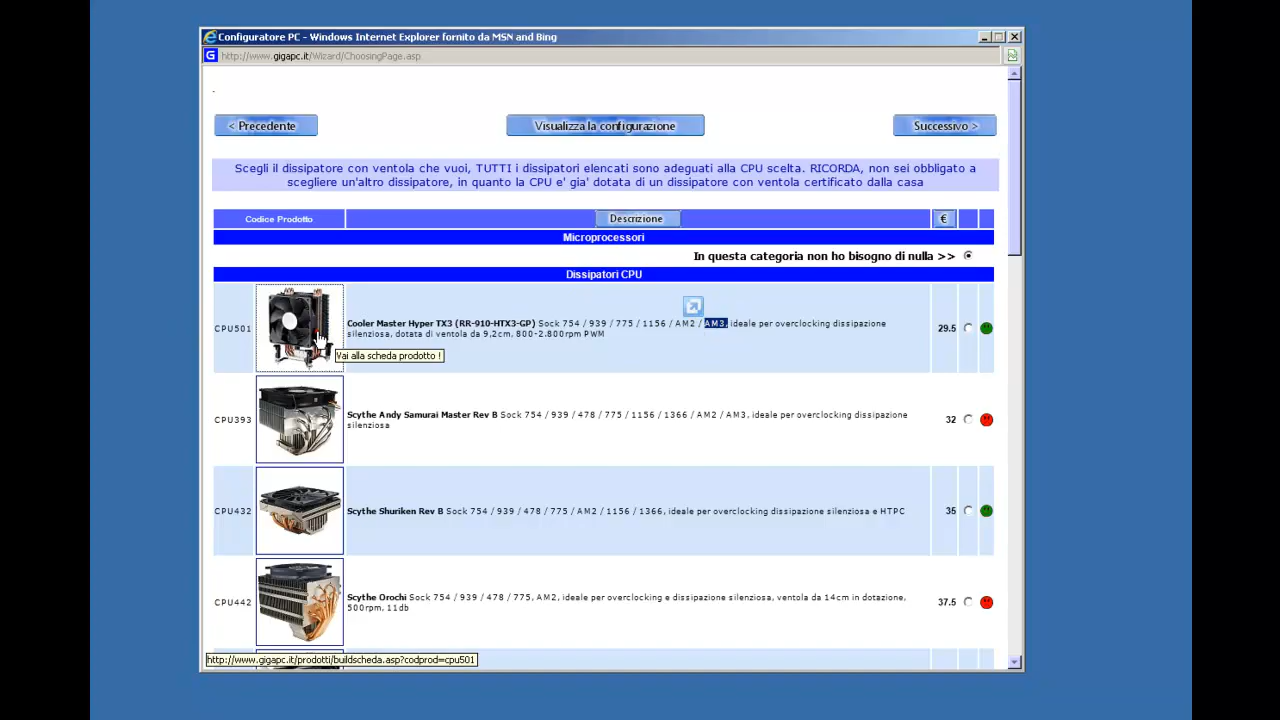 Configuratore PC - Windows Internet Explorer fornito da MSN and Bing
http://www.gigapc.it/Wizard/ChoosingPage.asp
< Precedente
Visualizza la configurazione
Successivo >
Scegli il dissipatore con ventola che vuoi, TUTTI i dissipatori elencati sono adeguati alla CPU scelta. RICORDA, non sei obbligato a
scegliere un'altro dissipatore, in quanto la CPU e' gia' dotata di un dissipatore con ventola certificato dalla casa
Codice Prodotto
Descrizione
€
Microprocessori
In questa categoria non ho bisogno di nulla >>
Dissipatori CPU
CPU501
Cooler Master Hyper TX3 (RR-910-HTX3-GP) Sock 754 / 939 / 775 / 1156 / AM2 / AM3, ideale per overclocking dissipazione
silenziosa, dotata di ventola da 9,2cm, 800-2.800rpm PWM
29.5
Vai alla scheda prodotto !
CPU393
Scythe Andy Samurai Master Rev B Sock 754 / 939 / 478 / 775 / 1156 / 1366 / AM2 / AM3, ideale per overclocking dissipazione
silenziosa
32
CPU432
Scythe Shuriken Rev B Sock 754 / 939 / 478 / 775 / AM2 / 1156 / 1366, ideale per overclocking dissipazione silenziosa e HTPC
35
CPU442
Scythe Orochi Sock 754 / 939 / 478 / 775, AM2, ideale per overclocking e dissipazione silenziosa, ventola da 14cm in dotazione,
500rpm, 11db
37.5
http://www.gigapc.it/prodotti/buildscheda.asp?codprod=cpu501